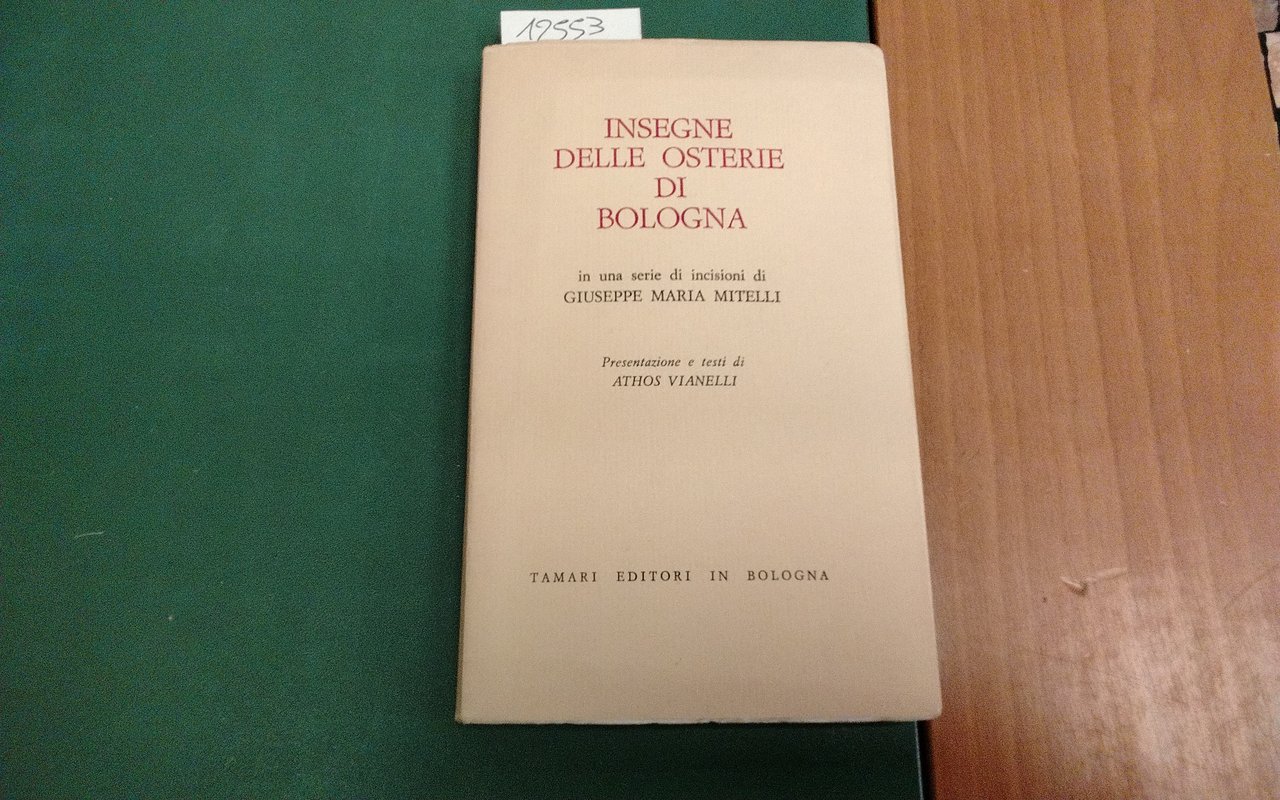 12553
INSEGNE
DELLE OSTERIE
DI
BOLOGNA
in una serie di incisioni di
GIUSEPPE MARIA MITELLI
Presentazione e testi di
ATHOS VIANELLI
TAMARI EDITORI IN BOLOGNA